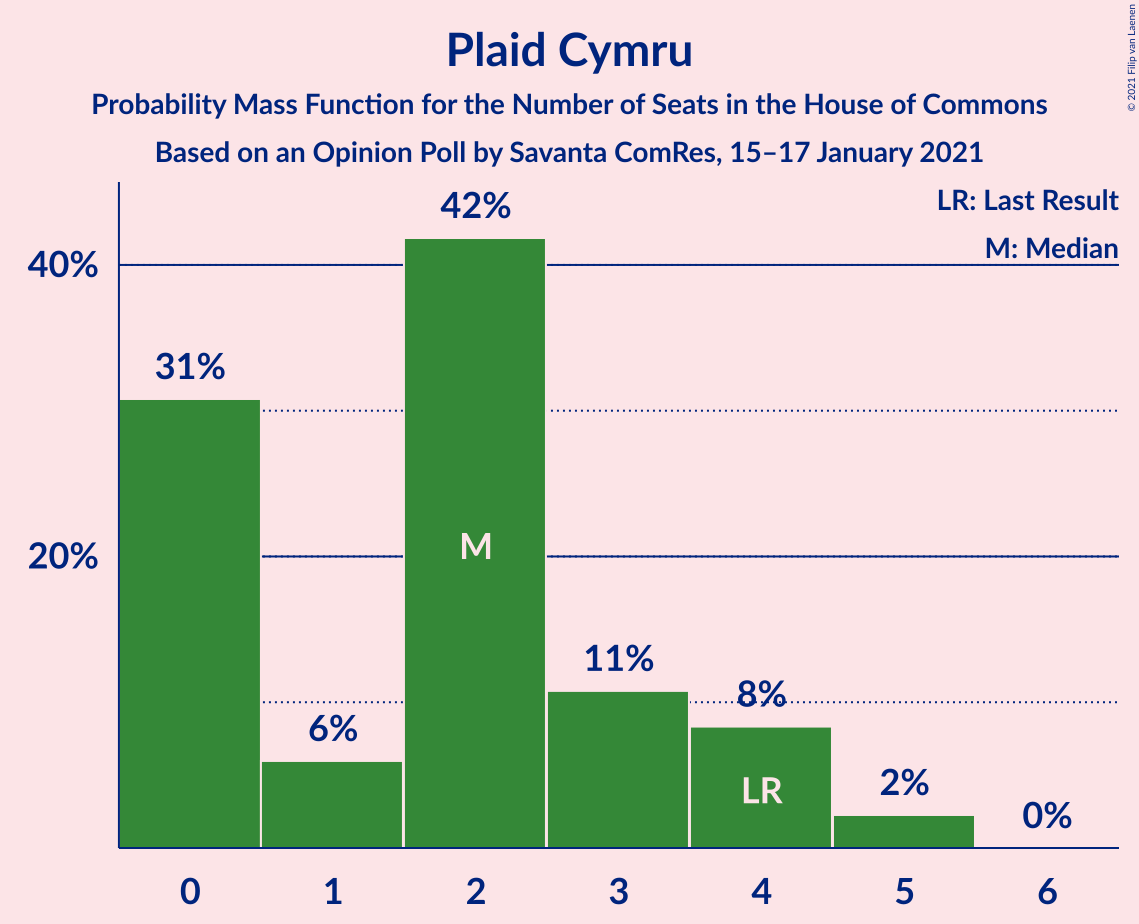 Plaid Cymru
Probability Mass Function for the Number of Seats in the House of Commons
Based on an Opinion Poll by Savanta ComRes, 15–17 January 2021
© 2021 Filip van Laenen
LR: Last Result
M: Median
40%
20%
31%
6%
42%
11%
8%
2%
0%
M
LR
0 1 2 3 4 5 6